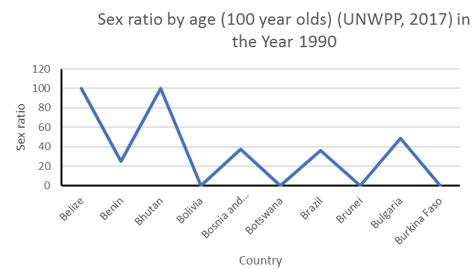 Sex ratio by age (100 year olds) (UNWPP, 2017) in
the Year 1990
120
100
80
60
40
20
0
Sex ratio
Belize
Benin
Bhutan
Bolivia
Bosnia and...
Botswana
Brazil
Brunei
Bulgaria
Burkina Faso
Country